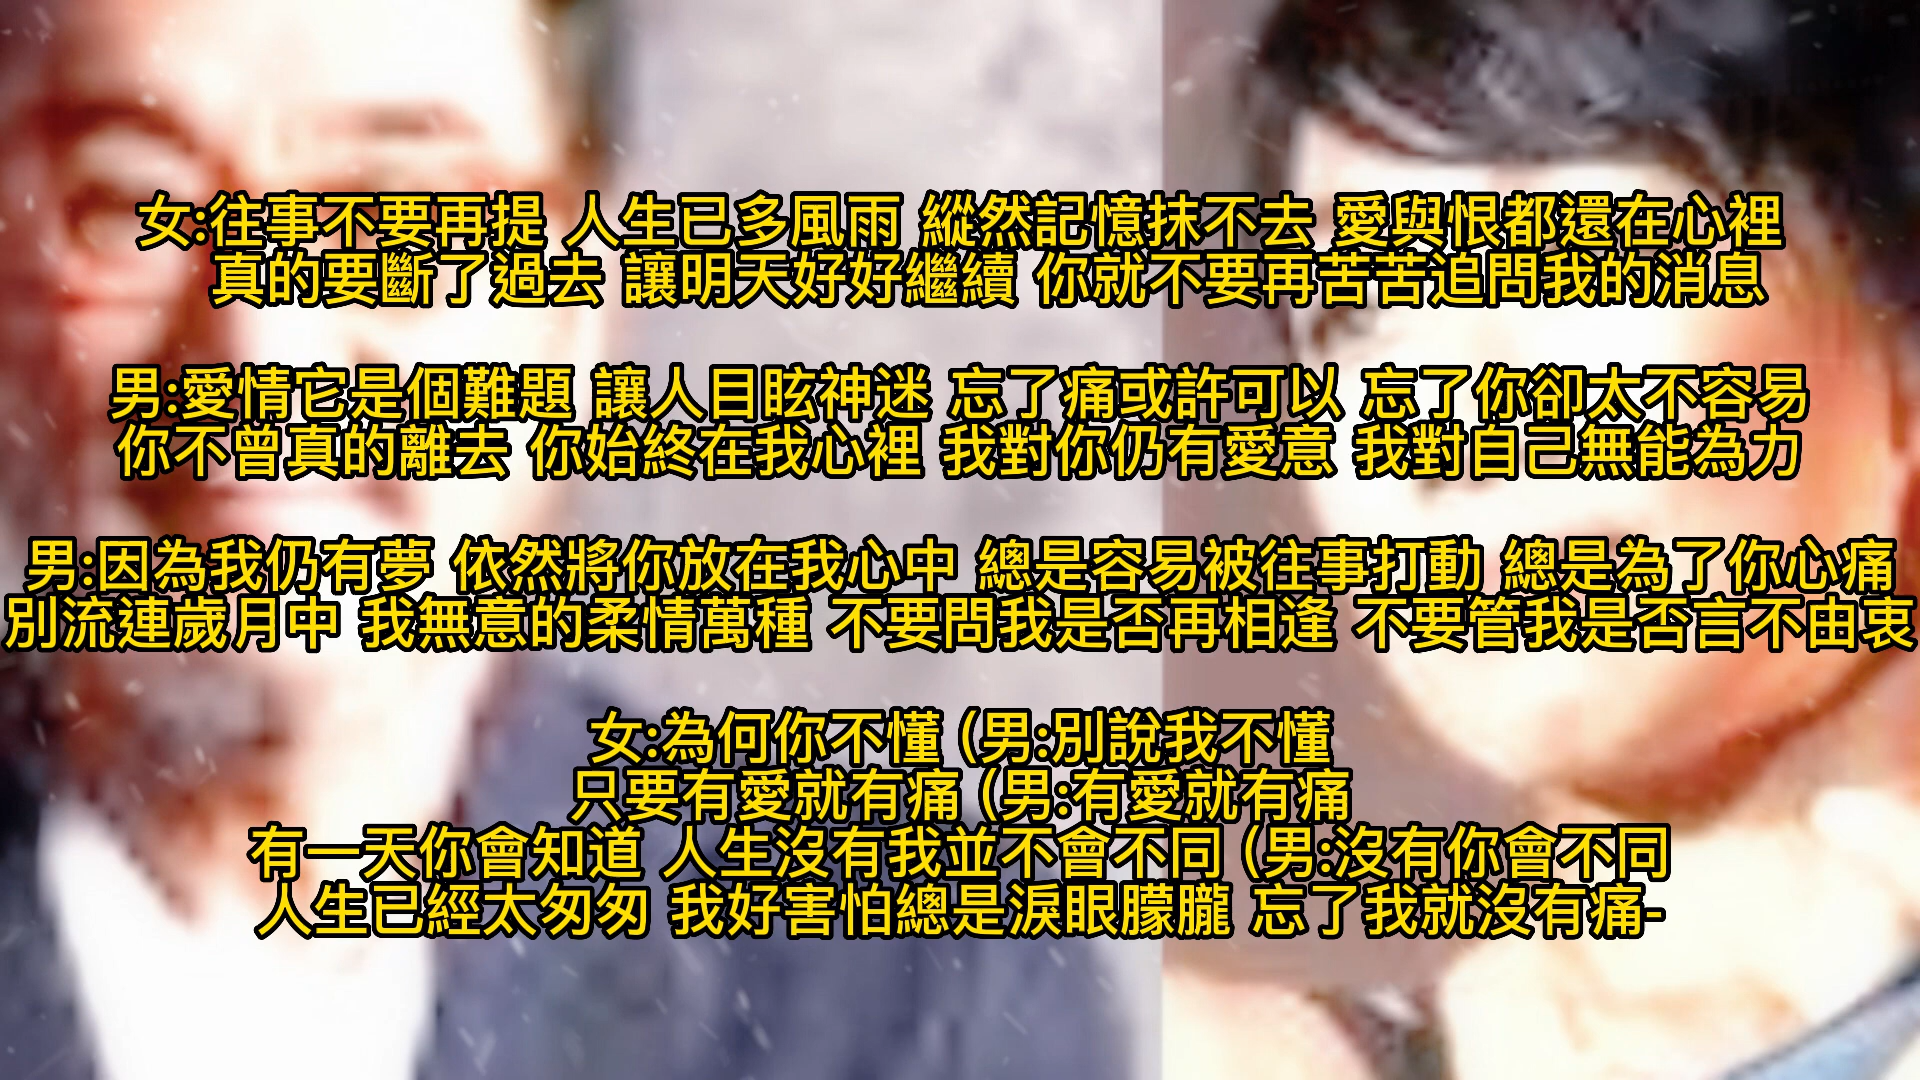 女:往事不要再提 人生已多風雨 縱然記憶抹不去 愛與恨都還在心裡
真的要斷了過去 讓明天好好繼續 你就不要再苦苦追問我的消息
男:愛情它是個難題 讓人目眩神迷 忘了痛或許可以 忘了你卻太不容易
你不曾真的離去 你始終在我心裡 我對你仍有愛意 我對自己無能為力
男:因為我仍有夢 依然將你放在我心中 總是容易被往事打動 總是為了你心痛
別流連歲月中 我無意的柔情萬種 不要問我是否再相逢 不要管我是否言不由衷
女:為何你不懂 (男:別說我不懂
只要有愛就有痛 (男:有愛就有痛
有一天你會知道 人生沒有我並不會不同 (男:沒有你會不同
人生已經太匆匆 我好害怕總是淚眼朦朧 忘了我就沒有痛-